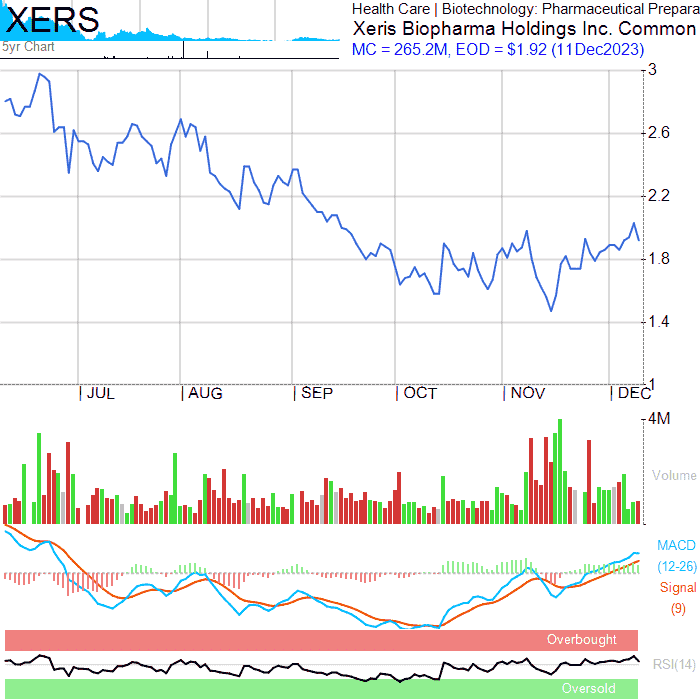 XERS
5yr Chart
Health Care | Biotechnology: Pharmaceutical Prepara
Xeris Biopharma Holdings Inc. Common
MC = 265.2M, EOD = $1.92 (11Dec2023)
3
2.6
2.2
1.8
1.4
1
JUL AUG SEP OCT NOV DEC
4M
Volume
MACD
(12-26)
Signal
(9)
Overbought
RSI(14)
Oversold